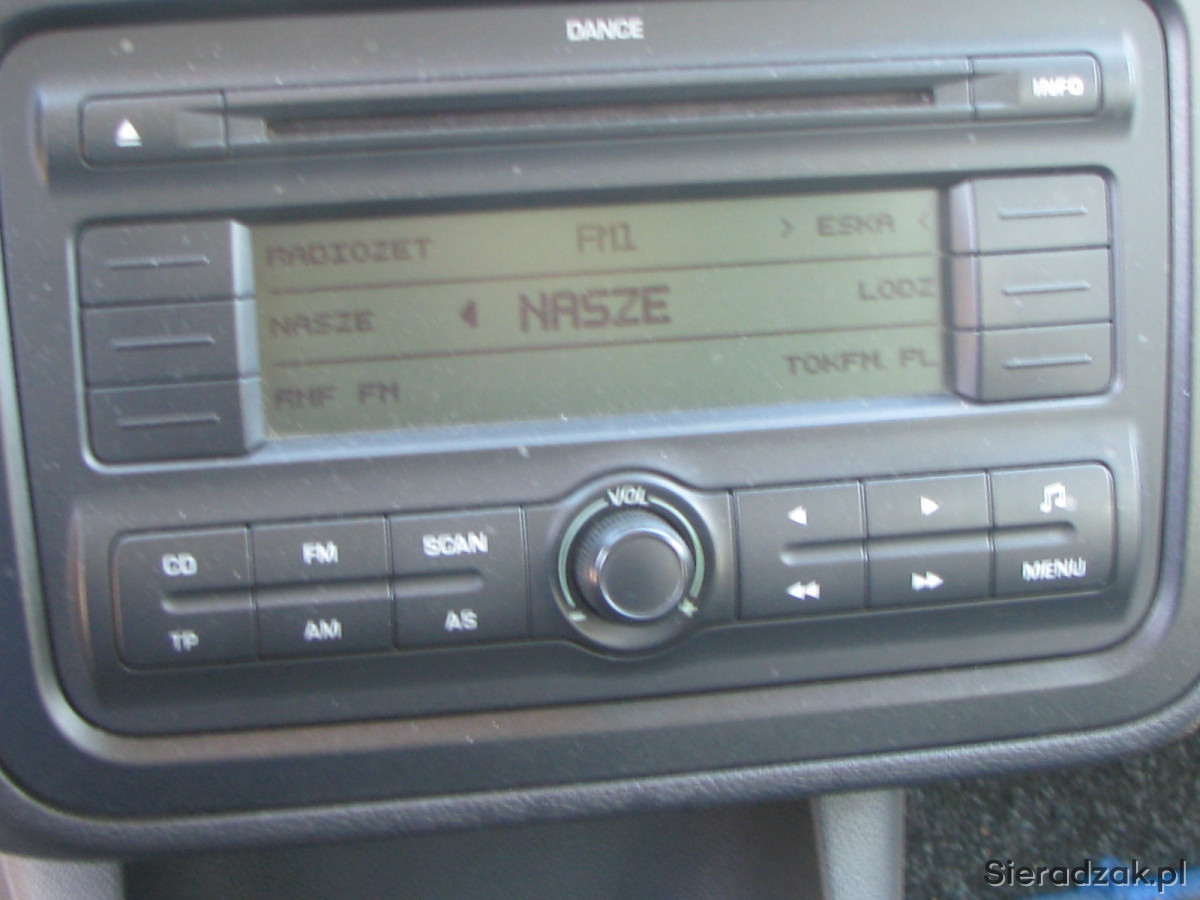 DANCE
INFO
RADIOZET FM1 > ESKA <
NASZE NASZE LODZ
RMF FM TOKFM.PL
VOL
CD FM SCAN
TP AM AS
MENU
Sieradzak.pl